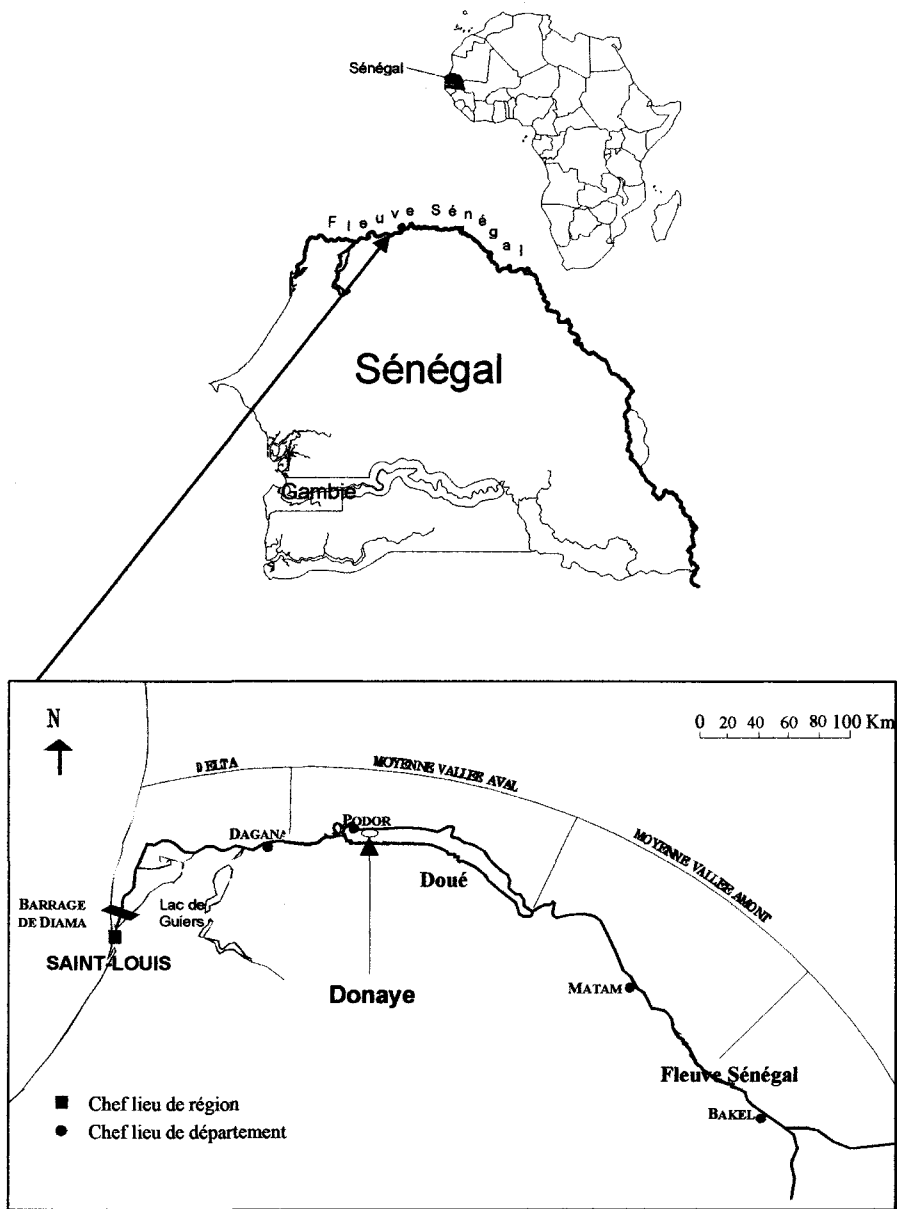 Sénégal
Fleuve Sénégal
Sénégal
Gambie
N
0 20 40 60 80 100 Km
DELTA
MOYENNE VALLEE AVAL
MOYENNE VALLEE AMONT
PODOR
DAGANA
Doué
BARRAGE
DE DIAMA
Lac de
Guiers
SAINT-LOUIS
Donaye
MATAM
Fleuve Sénégal
BAKEL
Chef lieu de région
Chef lieu de département